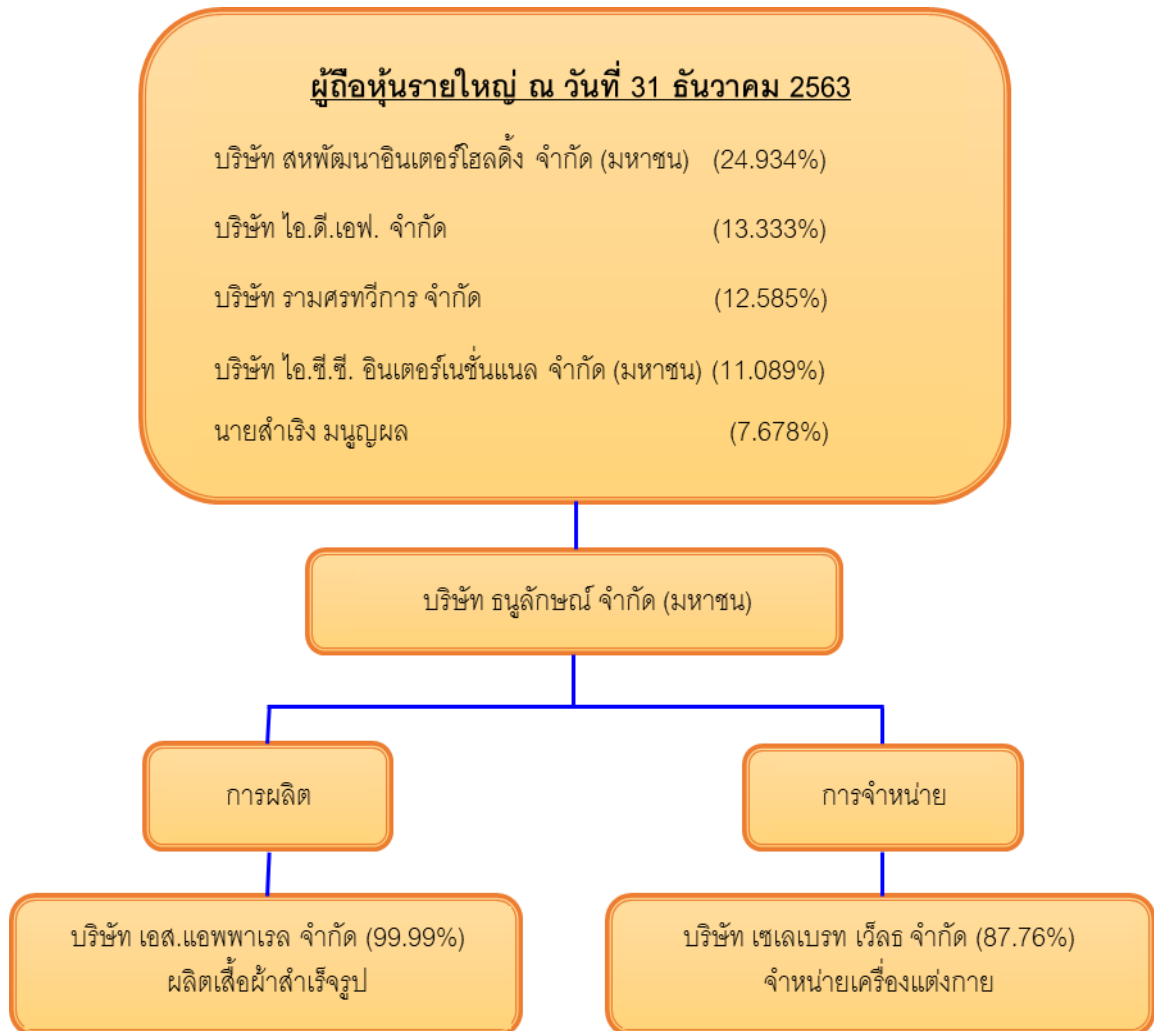 ผู้ถือหุ้นรายใหญ่ ณ วันที่ 31 ธันวาคม 2563
บริษัท สหพัฒนาอินเตอร์โฮลดิ้ง จำกัด (มหาชน) (24.934%)
บริษัท ไอ.ดี.เอฟ. จำกัด (13.333%)
บริษัท รามศรทวีการ จำกัด (12.585%)
บริษัท ไอ.ซี.ซี. อินเตอร์เนชั่นแนล จำกัด (มหาชน) (11.089%)
นายสำเริง มนูญผล (7.678%)
บริษัท ธนูลักษณ์ จำกัด (มหาชน)
การผลิต
การจำหน่าย
บริษัท เอส.แอพพาเรล จำกัด (99.99%)
ผลิตเสื้อผ้าสำเร็จรูป
บริษัท เซเลเบรท เว็ลธ จำกัด (87.76%)
จำหน่ายเครื่องแต่งกาย